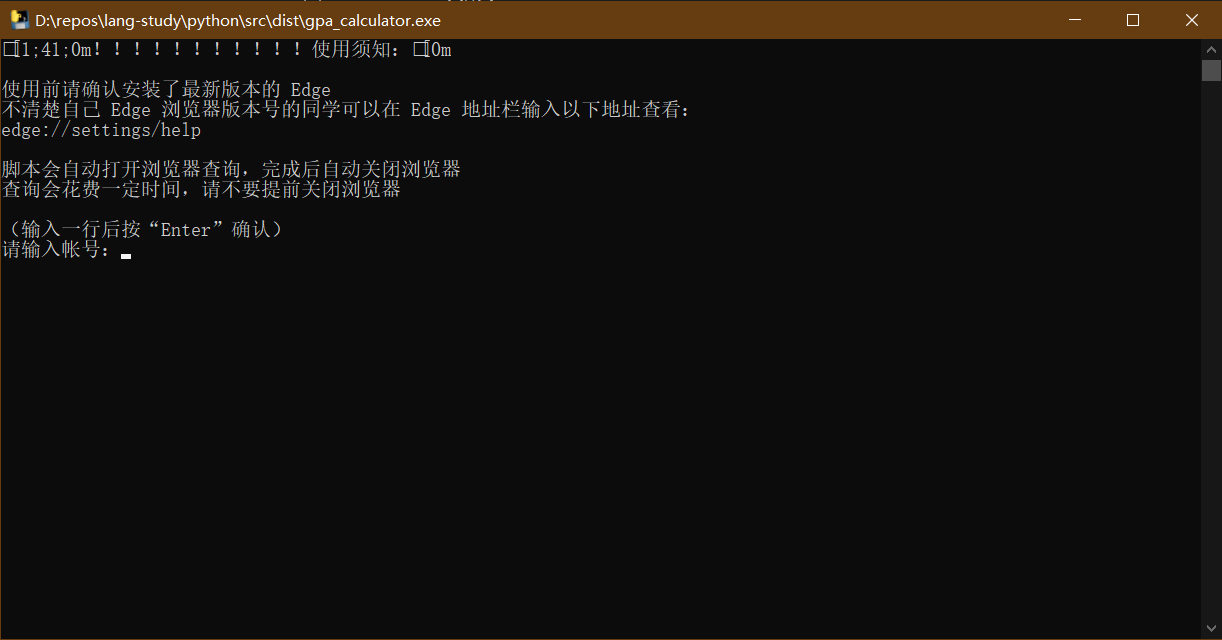 D:\repos\lang-study\python\src\dist\gpa_calculator.exe
□[1;41;0m！！！！！！！！！！！使用须知：□[0m
使用前请确认安装了最新版本的 Edge
不清楚自己 Edge 浏览器版本号的同学可以在 Edge 地址栏输入以下地址查看：
edge://settings/help
脚本会自动打开浏览器查询，完成后自动关闭浏览器
查询会花费一定时间，请不要提前关闭浏览器
（输入一行后按“Enter”确认）
请输入帐号：